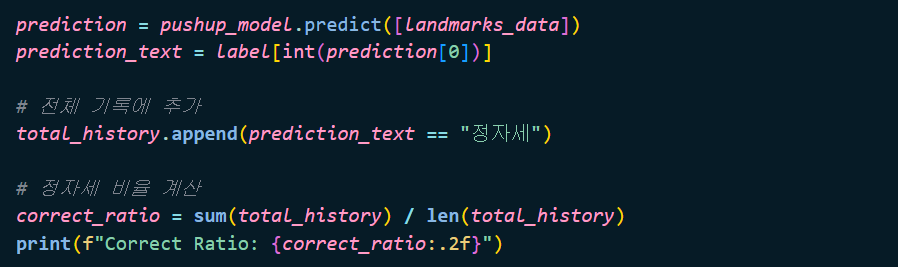 prediction = pushup_model.predict([landmarks_data])
prediction_text = label[int(prediction[0])]
# 전체 기록에 추가
total_history.append(prediction_text == "정자세")
# 정자세 비율 계산
correct_ratio = sum(total_history) / len(total_history)
print(f"Correct Ratio: {correct_ratio:.2f}")